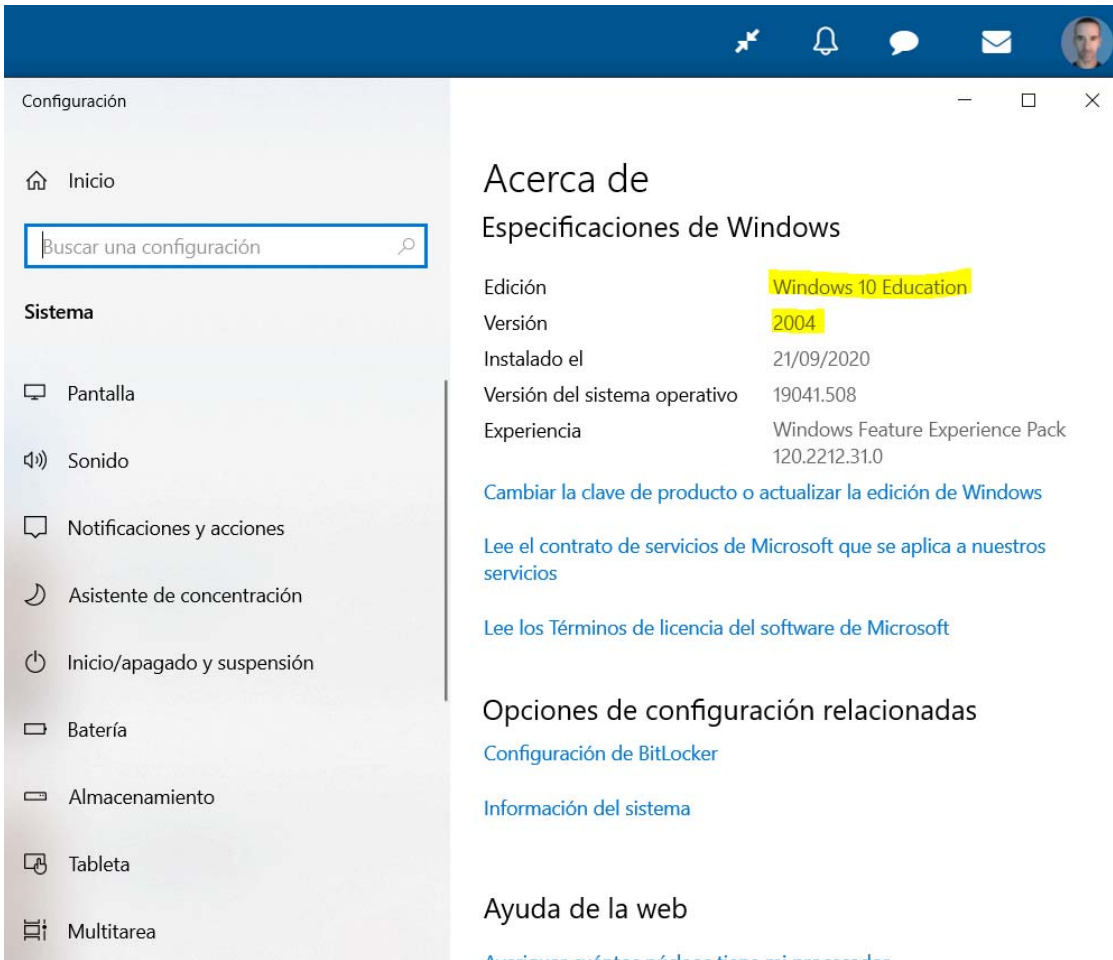 Configuración
Inicio
Buscar una configuración
Sistema
Pantalla
Sonido
Notificaciones y acciones
Asistente de concentración
Inicio/apagado y suspensión
Batería
Almacenamiento
Tableta
Multitarea
Acerca de
Especificaciones de Windows
Edición Windows 10 Education
Versión 2004
Instalado el 21/09/2020
Versión del sistema operativo 19041.508
Experiencia Windows Feature Experience Pack
120.2212.31.0
Cambiar la clave de producto o actualizar la edición de Windows
Lee el contrato de servicios de Microsoft que se aplica a nuestros
servicios
Lee los Términos de licencia del software de Microsoft
Opciones de configuración relacionadas
Configuración de BitLocker
Información del sistema
Ayuda de la web